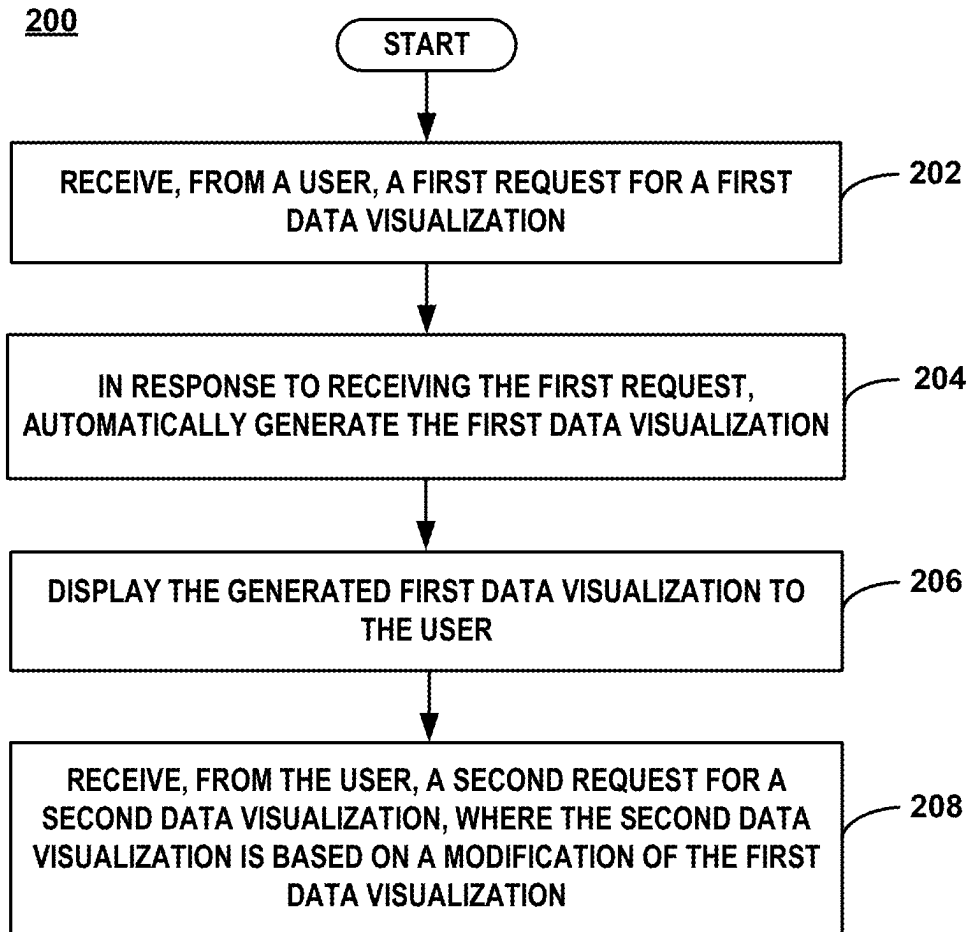 200
START
RECEIVE, FROM A USER, A FIRST REQUEST FOR A FIRST
DATA VISUALIZATION
202
IN RESPONSE TO RECEIVING THE FIRST REQUEST,
AUTOMATICALLY GENERATE THE FIRST DATA VISUALIZATION
204
DISPLAY THE GENERATED FIRST DATA VISUALIZATION TO
THE USER
206
RECEIVE, FROM THE USER, A SECOND REQUEST FOR A
SECOND DATA VISUALIZATION, WHERE THE SECOND DATA
VISUALIZATION IS BASED ON A MODIFICATION OF THE FIRST
DATA VISUALIZATION
208